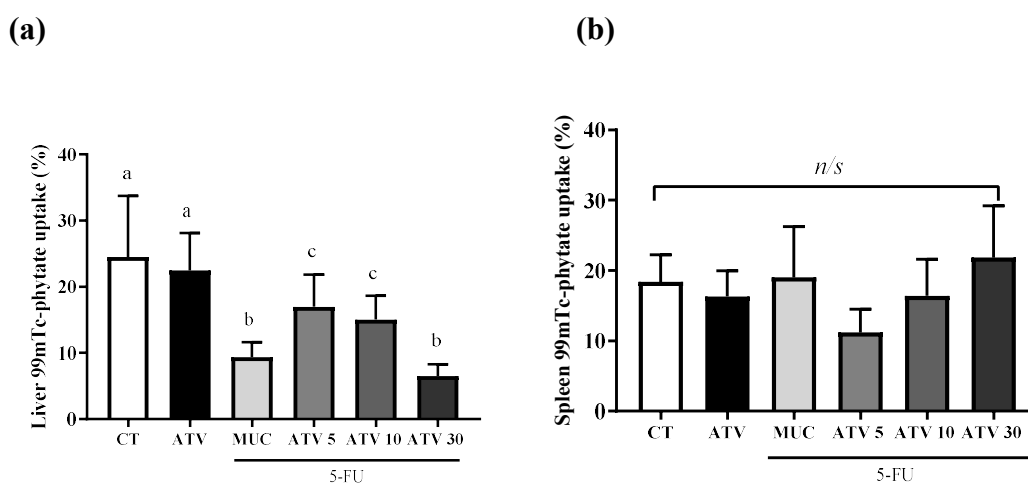 (a)
Liver 99mTc-phytate uptake (%)
40
30
20
10
0
a
a
b
c
c
b
CT ATV MUC ATV 5 ATV 10 ATV 30
5-FU
(b)
Spleen 99mTc-phytate uptake (%)
40
30
20
10
0
n/s
CT ATV MUC ATV 5 ATV 10 ATV 30
5-FU